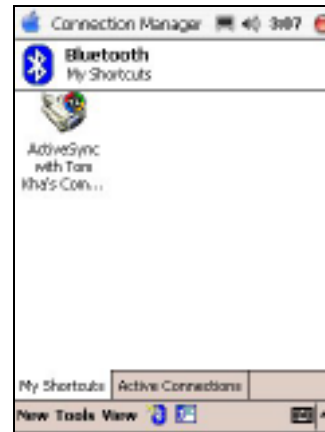 Connection Manager 3:07
Bluetooth
My Shortcuts
ActiveSync
with Tom
Kha's Com...
My Shortcuts Active Connections
New Tools View